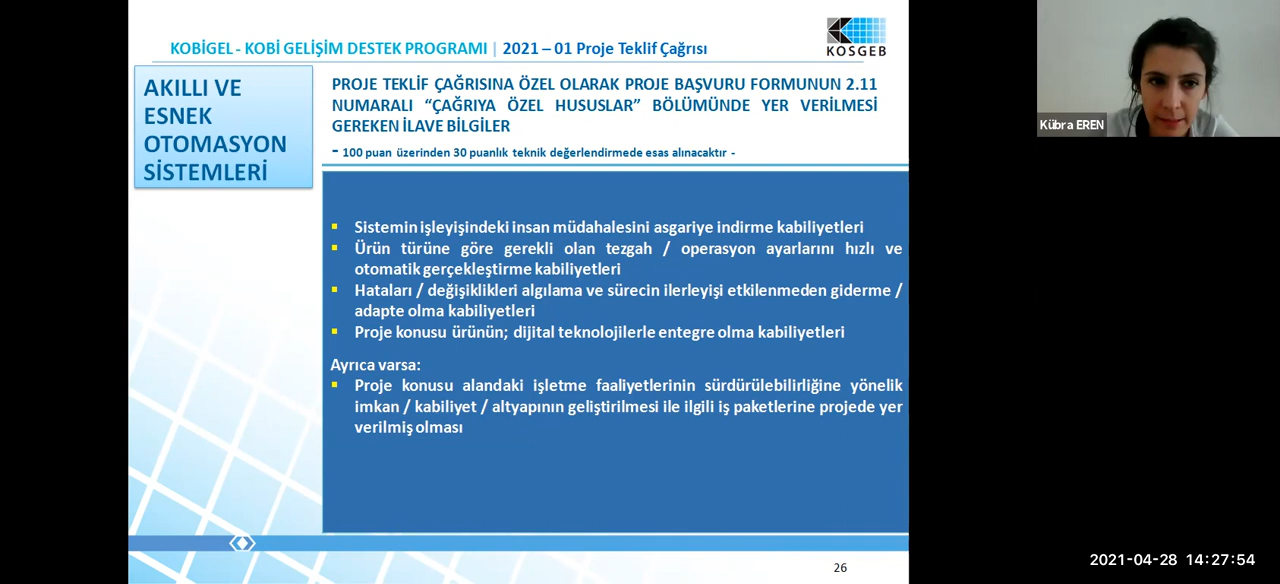 KOBİGEL - KOBİ GELİŞİM DESTEK PROGRAMI | 2021 – 01 Proje Teklif Çağrısı
KOSGEB
AKILLI VE
ESNEK
OTOMASYON
SİSTEMLERİ
PROJE TEKLİF ÇAĞRISINA ÖZEL OLARAK PROJE BAŞVURU FORMUNUN 2.11
NUMARALI “ÇAĞRIYA ÖZEL HUSUSLAR” BÖLÜMÜNDE YER VERİLMESİ
GEREKEN İLAVE BİLGİLER
- 100 puan üzerinden 30 puanlık teknik değerlendirmede esas alınacaktır -
Sistemin işleyişindeki insan müdahalesini asgariye indirme kabiliyetleri
Ürün türüne göre gerekli olan tezgah / operasyon ayarlarını hızlı ve
otomatik gerçekleştirme kabiliyetleri
Hataları / değişiklikleri algılama ve sürecin ilerleyişi etkilenmeden giderme /
adapte olma kabiliyetleri
Proje konusu ürünün; dijital teknolojilerle entegre olma kabiliyetleri
Ayrıca varsa:
Proje konusu alandaki işletme faaliyetlerinin sürdürülebilirliğine yönelik
imkan / kabiliyet / altyapının geliştirilmesi ile ilgili iş paketlerine projede yer
verilmiş olması
26
Kübra EREN
2021-04-28 14:27:54